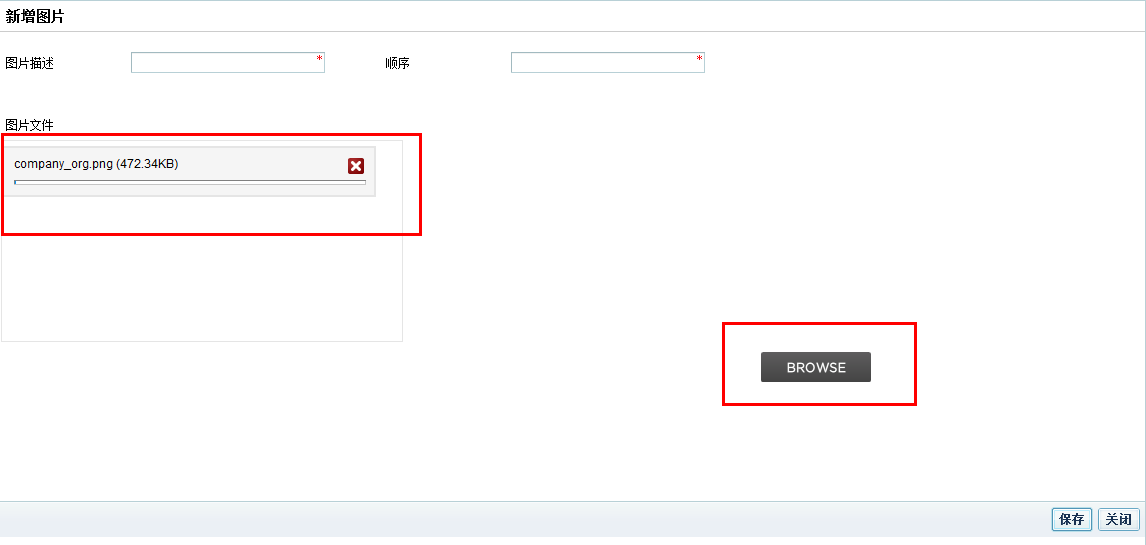 新增图片
图片描述 * 顺序 *
图片文件
company_org.png (472.34KB)
BROWSE
保存 关闭